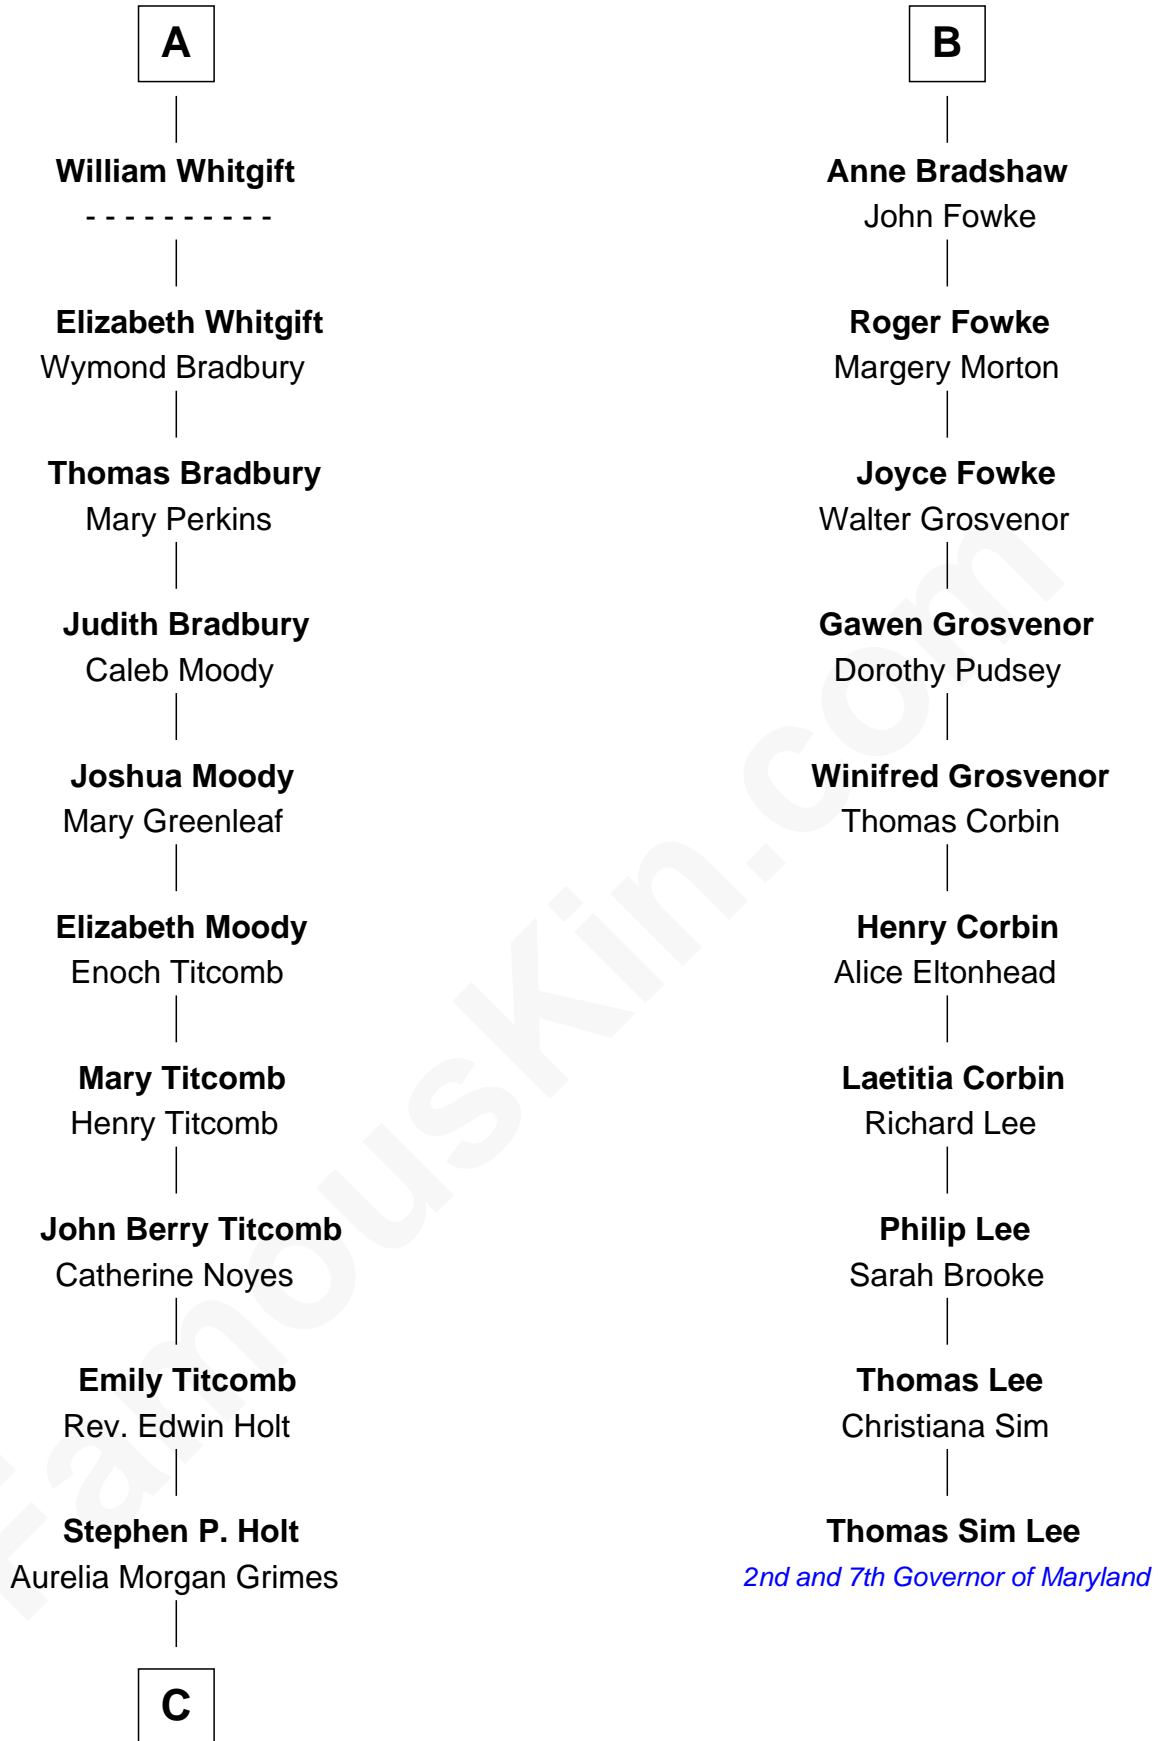 A
William Whitgift
- - - - - - - - - -
Elizabeth Whitgift
Wymond Bradbury
Thomas Bradbury
Mary Perkins
Judith Bradbury
Caleb Moody
Joshua Moody
Mary Greenleaf
Elizabeth Moody
Enoch Titcomb
Mary Titcomb
Henry Titcomb
John Berry Titcomb
Catherine Noyes
Emily Titcomb
Rev. Edwin Holt
Stephen P. Holt
Aurelia Morgan Grimes
C
B
Anne Bradshaw
John Fowke
Roger Fowke
Margery Morton
Joyce Fowke
Walter Grosvenor
Gawen Grosvenor
Dorothy Pudsey
Winifred Grosvenor
Thomas Corbin
Henry Corbin
Alice Eltonhead
Laetitia Corbin
Richard Lee
Philip Lee
Sarah Brooke
Thomas Lee
Christiana Sim
Thomas Sim Lee
2nd and 7th Governor of Maryland
FamousKin.com